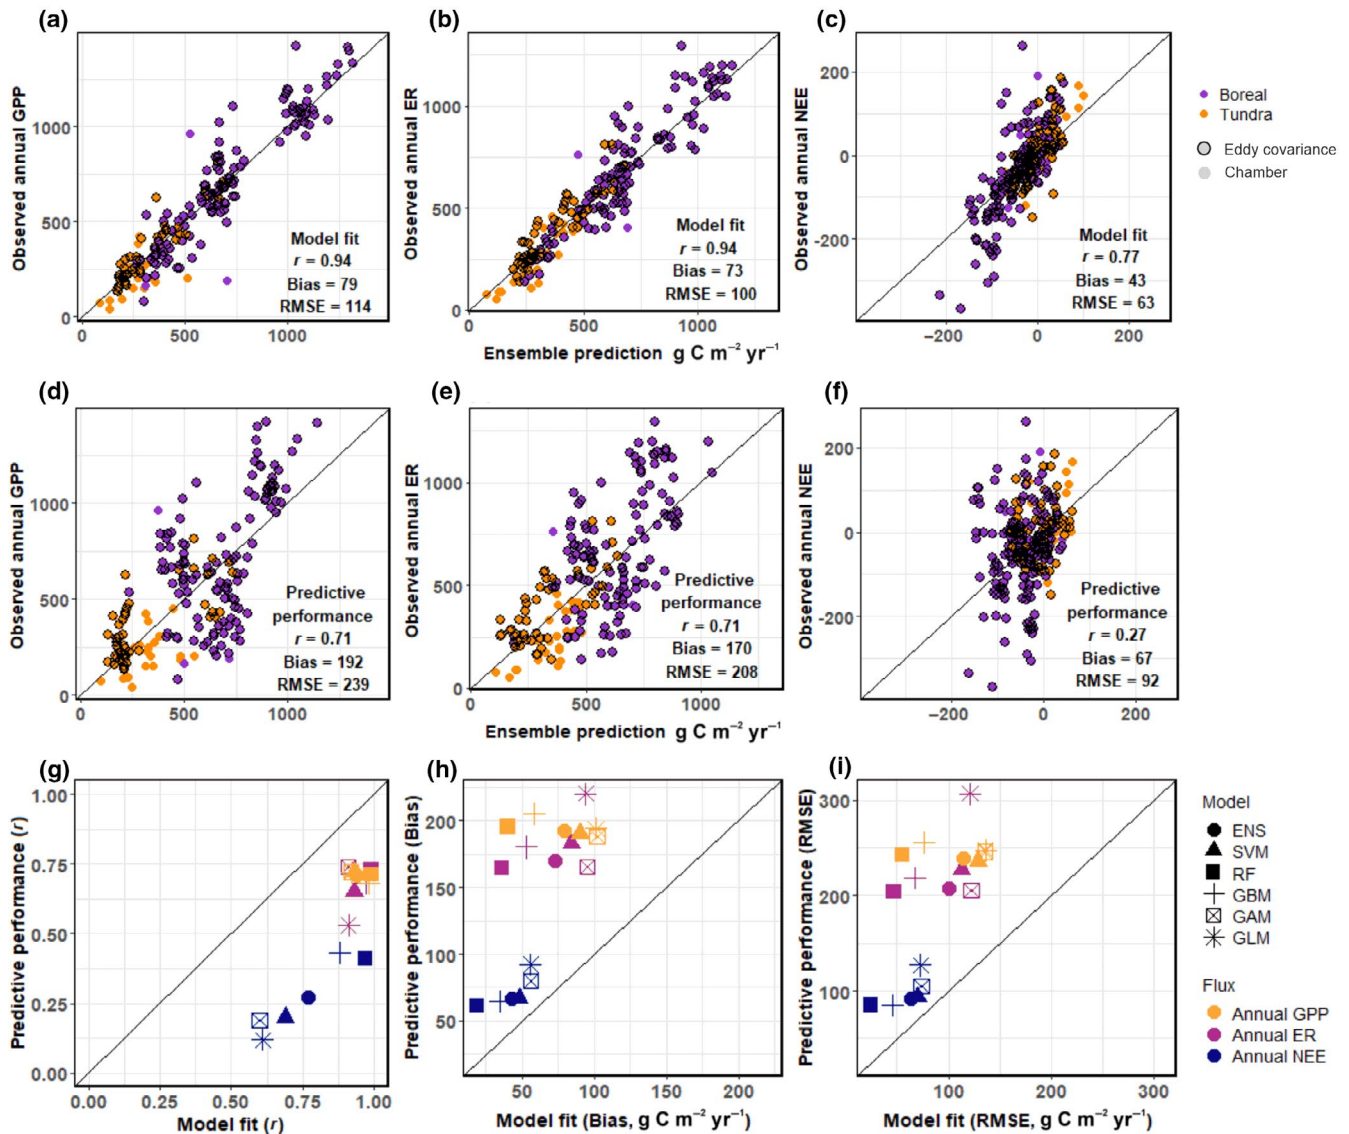 (a)
(b)
(c)
Observed annual GPP
1000
500
0
0
500
1000
Model fit
r = 0.94
Bias = 79
RMSE = 114
Observed annual ER
1000
500
0
0
500
1000
Model fit
r = 0.94
Bias = 73
RMSE = 100
Ensemble prediction g C m⁻² yr⁻¹
Observed annual NEE
200
0
-200
−200
0
200
Model fit
r = 0.77
Bias = 43
RMSE = 63
Boreal
Tundra
Eddy covariance
Chamber
(d)
(e)
(f)
Observed annual GPP
1000
500
0
0
500
1000
Predictive
performance
r = 0.71
Bias = 192
RMSE = 239
Observed annual ER
1000
500
0
0
500
1000
Predictive
performance
r = 0.71
Bias = 170
RMSE = 208
Ensemble prediction g C m⁻² yr⁻¹
Observed annual NEE
200
0
-200
−200
0
200
Predictive
performance
r = 0.27
Bias = 67
RMSE = 92
(g)
(h)
(i)
Predictive performance (r)
1.00
0.75
0.50
0.25
0.00
0.00
0.25
0.50
0.75
1.00
Model fit (r)
Predictive performance (Bias)
200
150
100
50
50
100
150
200
Model fit (Bias, g C m⁻² yr⁻¹)
Predictive performance (RMSE)
300
200
100
100
200
300
Model fit (RMSE, g C m⁻² yr⁻¹)
Model
ENS
SVM
RF
GBM
GAM
GLM
Flux
Annual GPP
Annual ER
Annual NEE